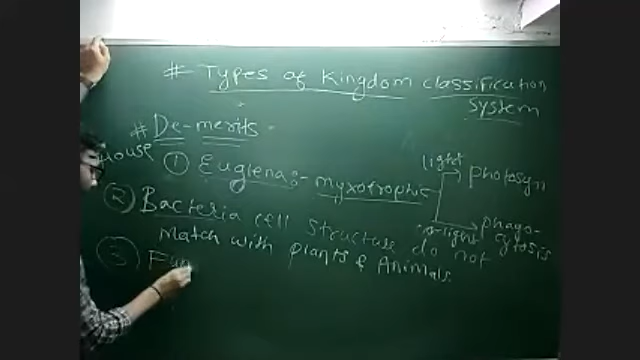 # Types of Kingdom classification
System
# De-merits
House
① Euglena :- myxotrophic
light → photosyn
no-light → phago-
cytosis
② Bacteria cell structure do not
Match with plants & Animals.
③ Fun